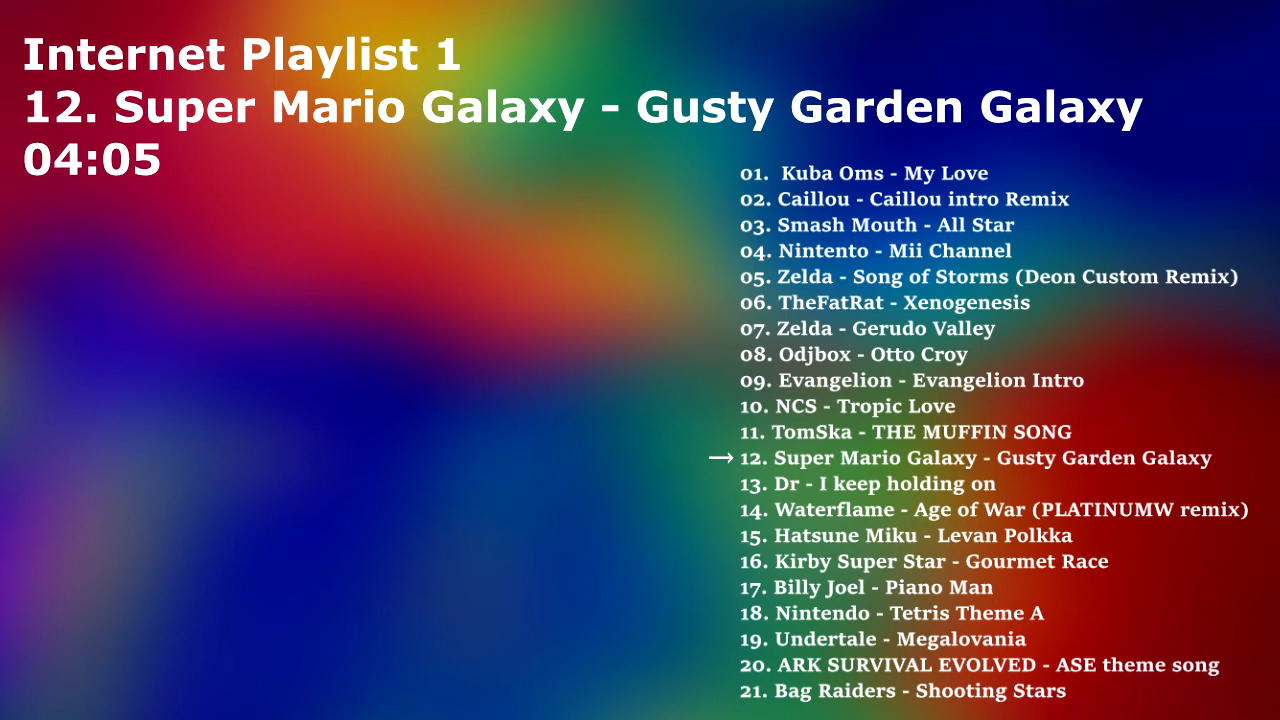 Internet Playlist 1
12. Super Mario Galaxy - Gusty Garden Galaxy
04:05
01. Kuba Oms - My Love
02. Caillou - Caillou intro Remix
03. Smash Mouth - All Star
04. Nintento - Mii Channel
05. Zelda - Song of Storms (Deon Custom Remix)
06. TheFatRat - Xenogenesis
07. Zelda - Gerudo Valley
08. Odjbox - Otto Croy
09. Evangelion - Evangelion Intro
10. NCS - Tropic Love
11. TomSka - THE MUFFIN SONG
→ 12. Super Mario Galaxy - Gusty Garden Galaxy
13. Dr - I keep holding on
14. Waterflame - Age of War (PLATINUMW remix)
15. Hatsune Miku - Levan Polkka
16. Kirby Super Star - Gourmet Race
17. Billy Joel - Piano Man
18. Nintendo - Tetris Theme A
19. Undertale - Megalovania
20. ARK SURVIVAL EVOLVED - ASE theme song
21. Bag Raiders - Shooting Stars